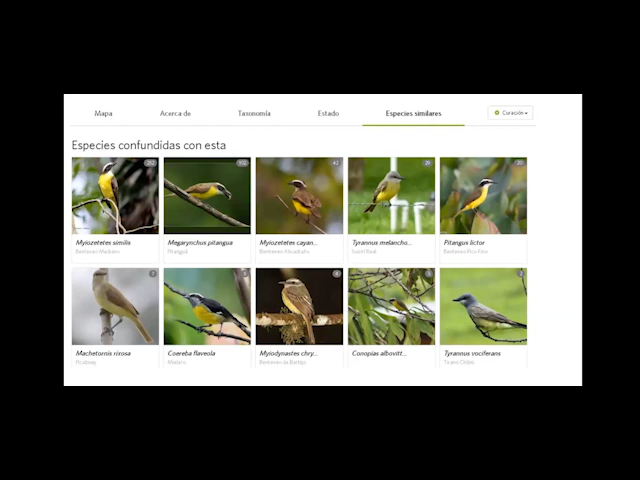 Mapa Acerca de Taxonomía Estado Especies similares Curación
Especies confundidas con esta
Myiozetetes similis Megarynchus pitangua Myiozetetes cayan... Tyrannus melancho... Pitangus lictor
Pitanguá
Machetornis rixosa Coereba flaveola Myiodynastes chry... Conopias albovitt... Tyrannus vociferans